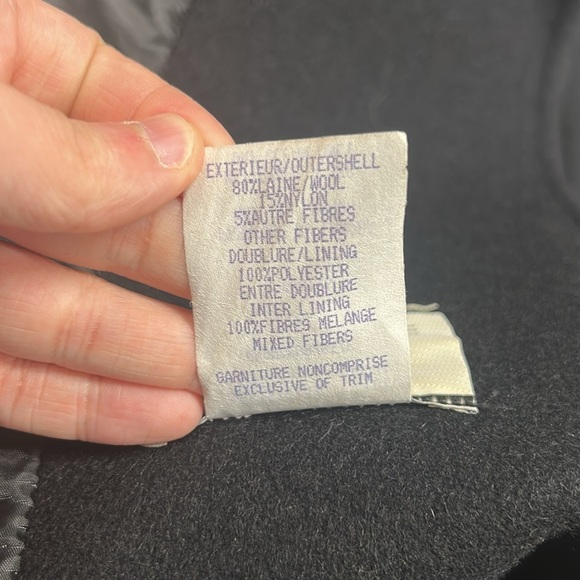 EXTERIEUR/OUTERSHELL
80%LAINE/WOOL
15%NYLON
5%AUTRE FIBRES
OTHER FIBERS
DOUBLURE/LINING
100%POLYESTER
ENTRE DOUBLURE
INTER LINING
100%FIBRES MELANGE
MIXED FIBERS
GARNITURE NONCOMPRISE
EXCLUSIVE OF TRIM